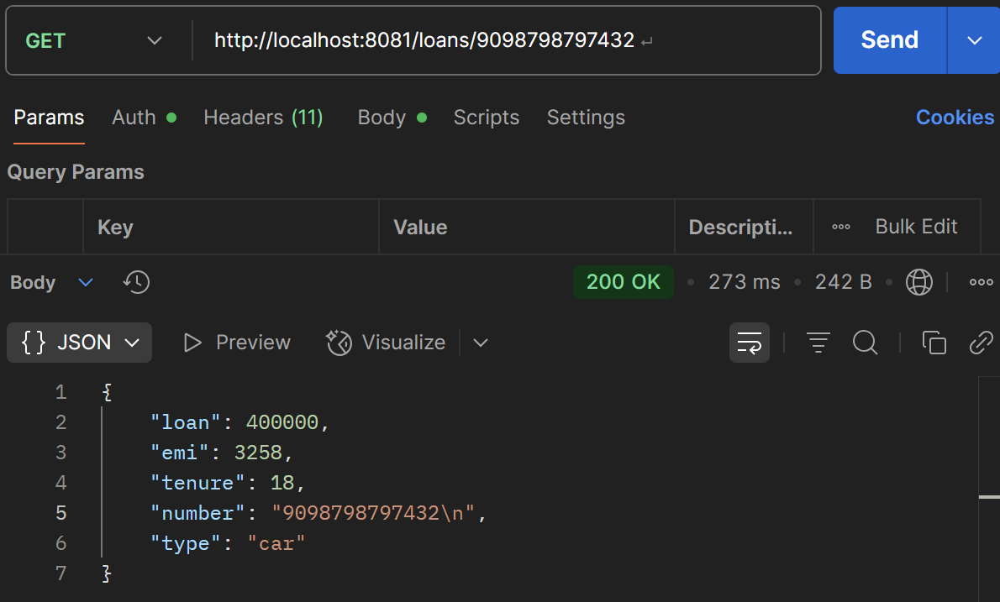 GET http://localhost:8081/loans/9098798797432 ↵ Send
Params Auth Headers (11) Body Scripts Settings Cookies
Query Params
Key Value Descripti... Bulk Edit
Body 200 OK 273 ms 242 B
{ } JSON Preview Visualize
1 {
2 "loan": 400000,
3 "emi": 3258,
4 "tenure": 18,
5 "number": "9098798797432\n",
6 "type": "car"
7 }